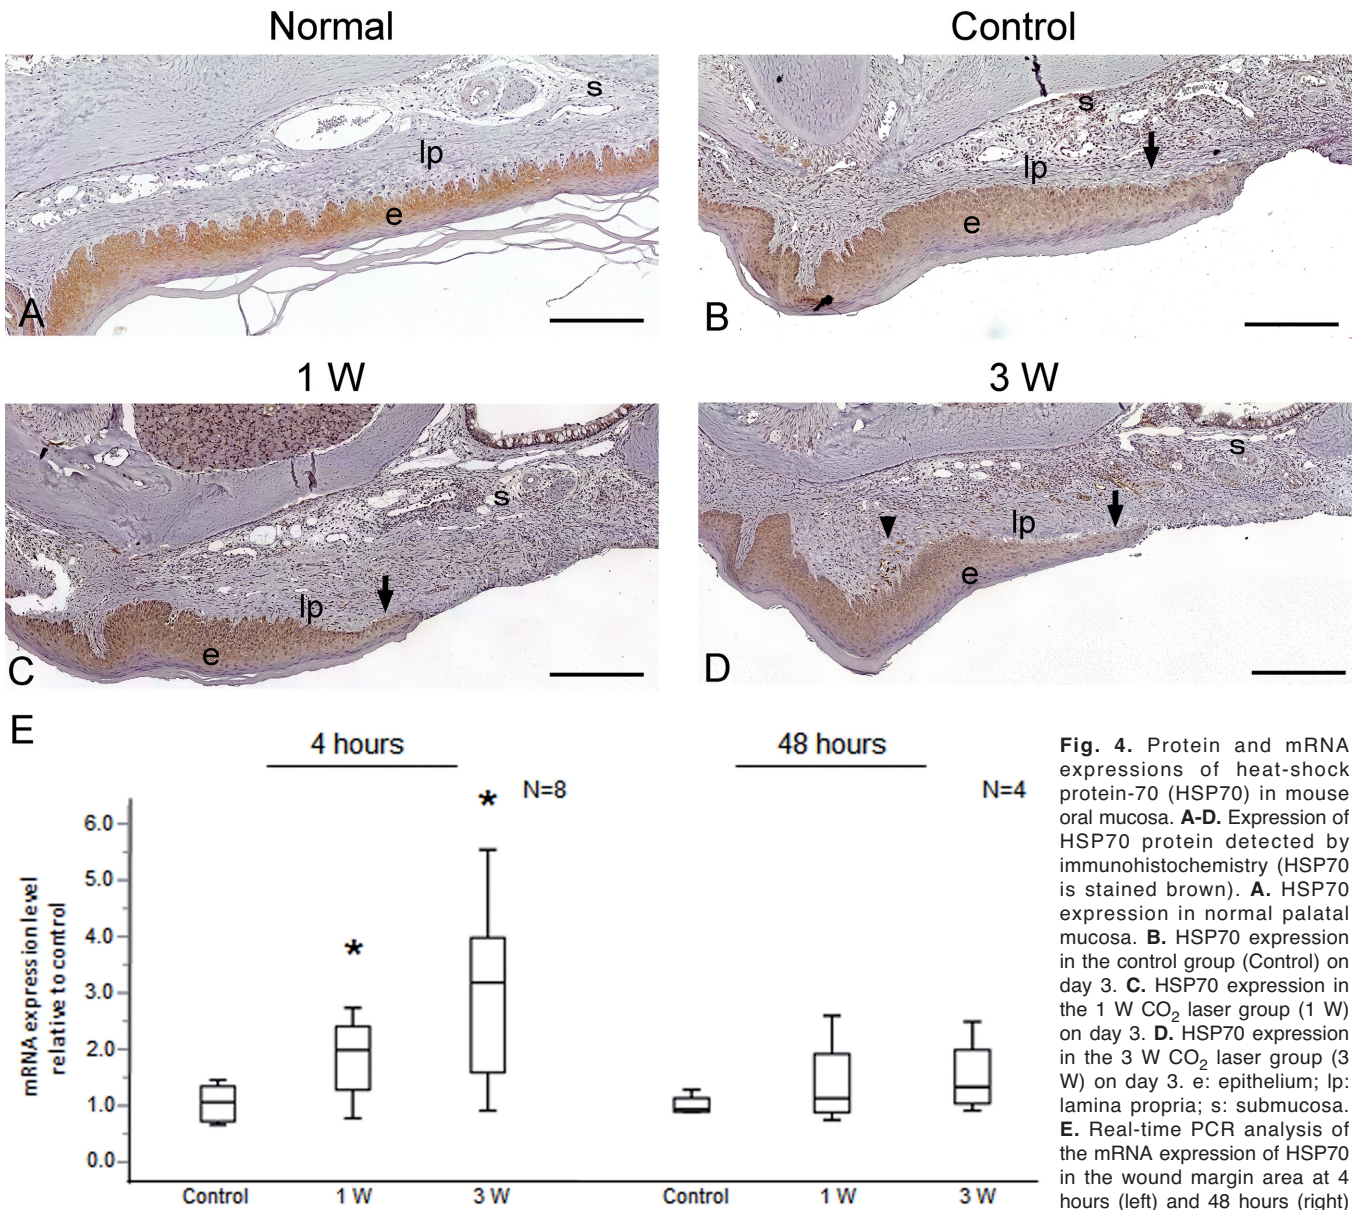 Normal
Control
s
lp
e
A
s
lp
e
B
1 W
3 W
s
lp
e
C
s
lp
e
D
E
4 hours
48 hours
N=8
N=4
*
*
mRNA expression level
relative to control
6.0
5.0
4.0
3.0
2.0
1.0
0.0
Control
1 W
3 W
Control
1 W
3 W
Fig. 4. Protein and mRNA
expressions of heat-shock
protein-70 (HSP70) in mouse
oral mucosa. A-D. Expression of
HSP70 protein detected by
immunohistochemistry (HSP70
is stained brown). A. HSP70
expression in normal palatal
mucosa. B. HSP70 expression
in the control group (Control) on
day 3. C. HSP70 expression in
the 1 W CO₂ laser group (1 W)
on day 3. D. HSP70 expression
in the 3 W CO₂ laser group (3
W) on day 3. e: epithelium; lp:
lamina propria; s: submucosa.
E. Real-time PCR analysis of
the mRNA expression of HSP70
in the wound margin area at 4
hours (left) and 48 hours (right)